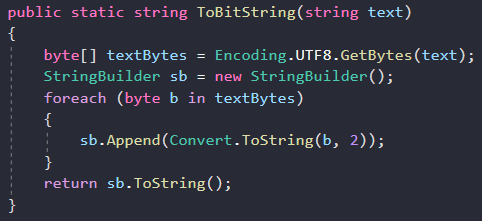 public static string ToBitString(string text)
{
    byte[] textBytes = Encoding.UTF8.GetBytes(text);
    StringBuilder sb = new StringBuilder();
    foreach (byte b in textBytes)
    {
        sb.Append(Convert.ToString(b, 2));
    }
    return sb.ToString();
}